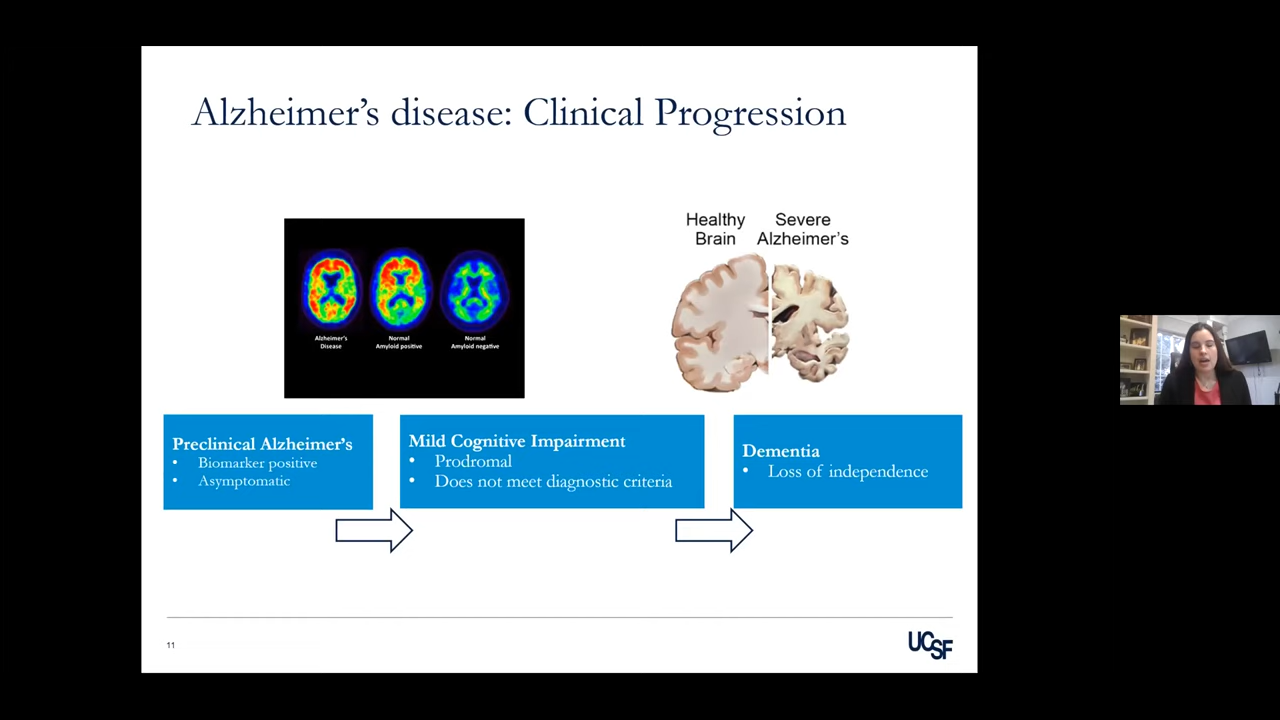 Alzheimer's disease: Clinical Progression
Healthy Brain
Severe Alzheimer's
Alzheimer's Disease
Normal Amyloid positive
Normal Amyloid negative
Preclinical Alzheimer's
• Biomarker positive
• Asymptomatic
Mild Cognitive Impairment
• Prodromal
• Does not meet diagnostic criteria
Dementia
• Loss of independence
11
UCSF